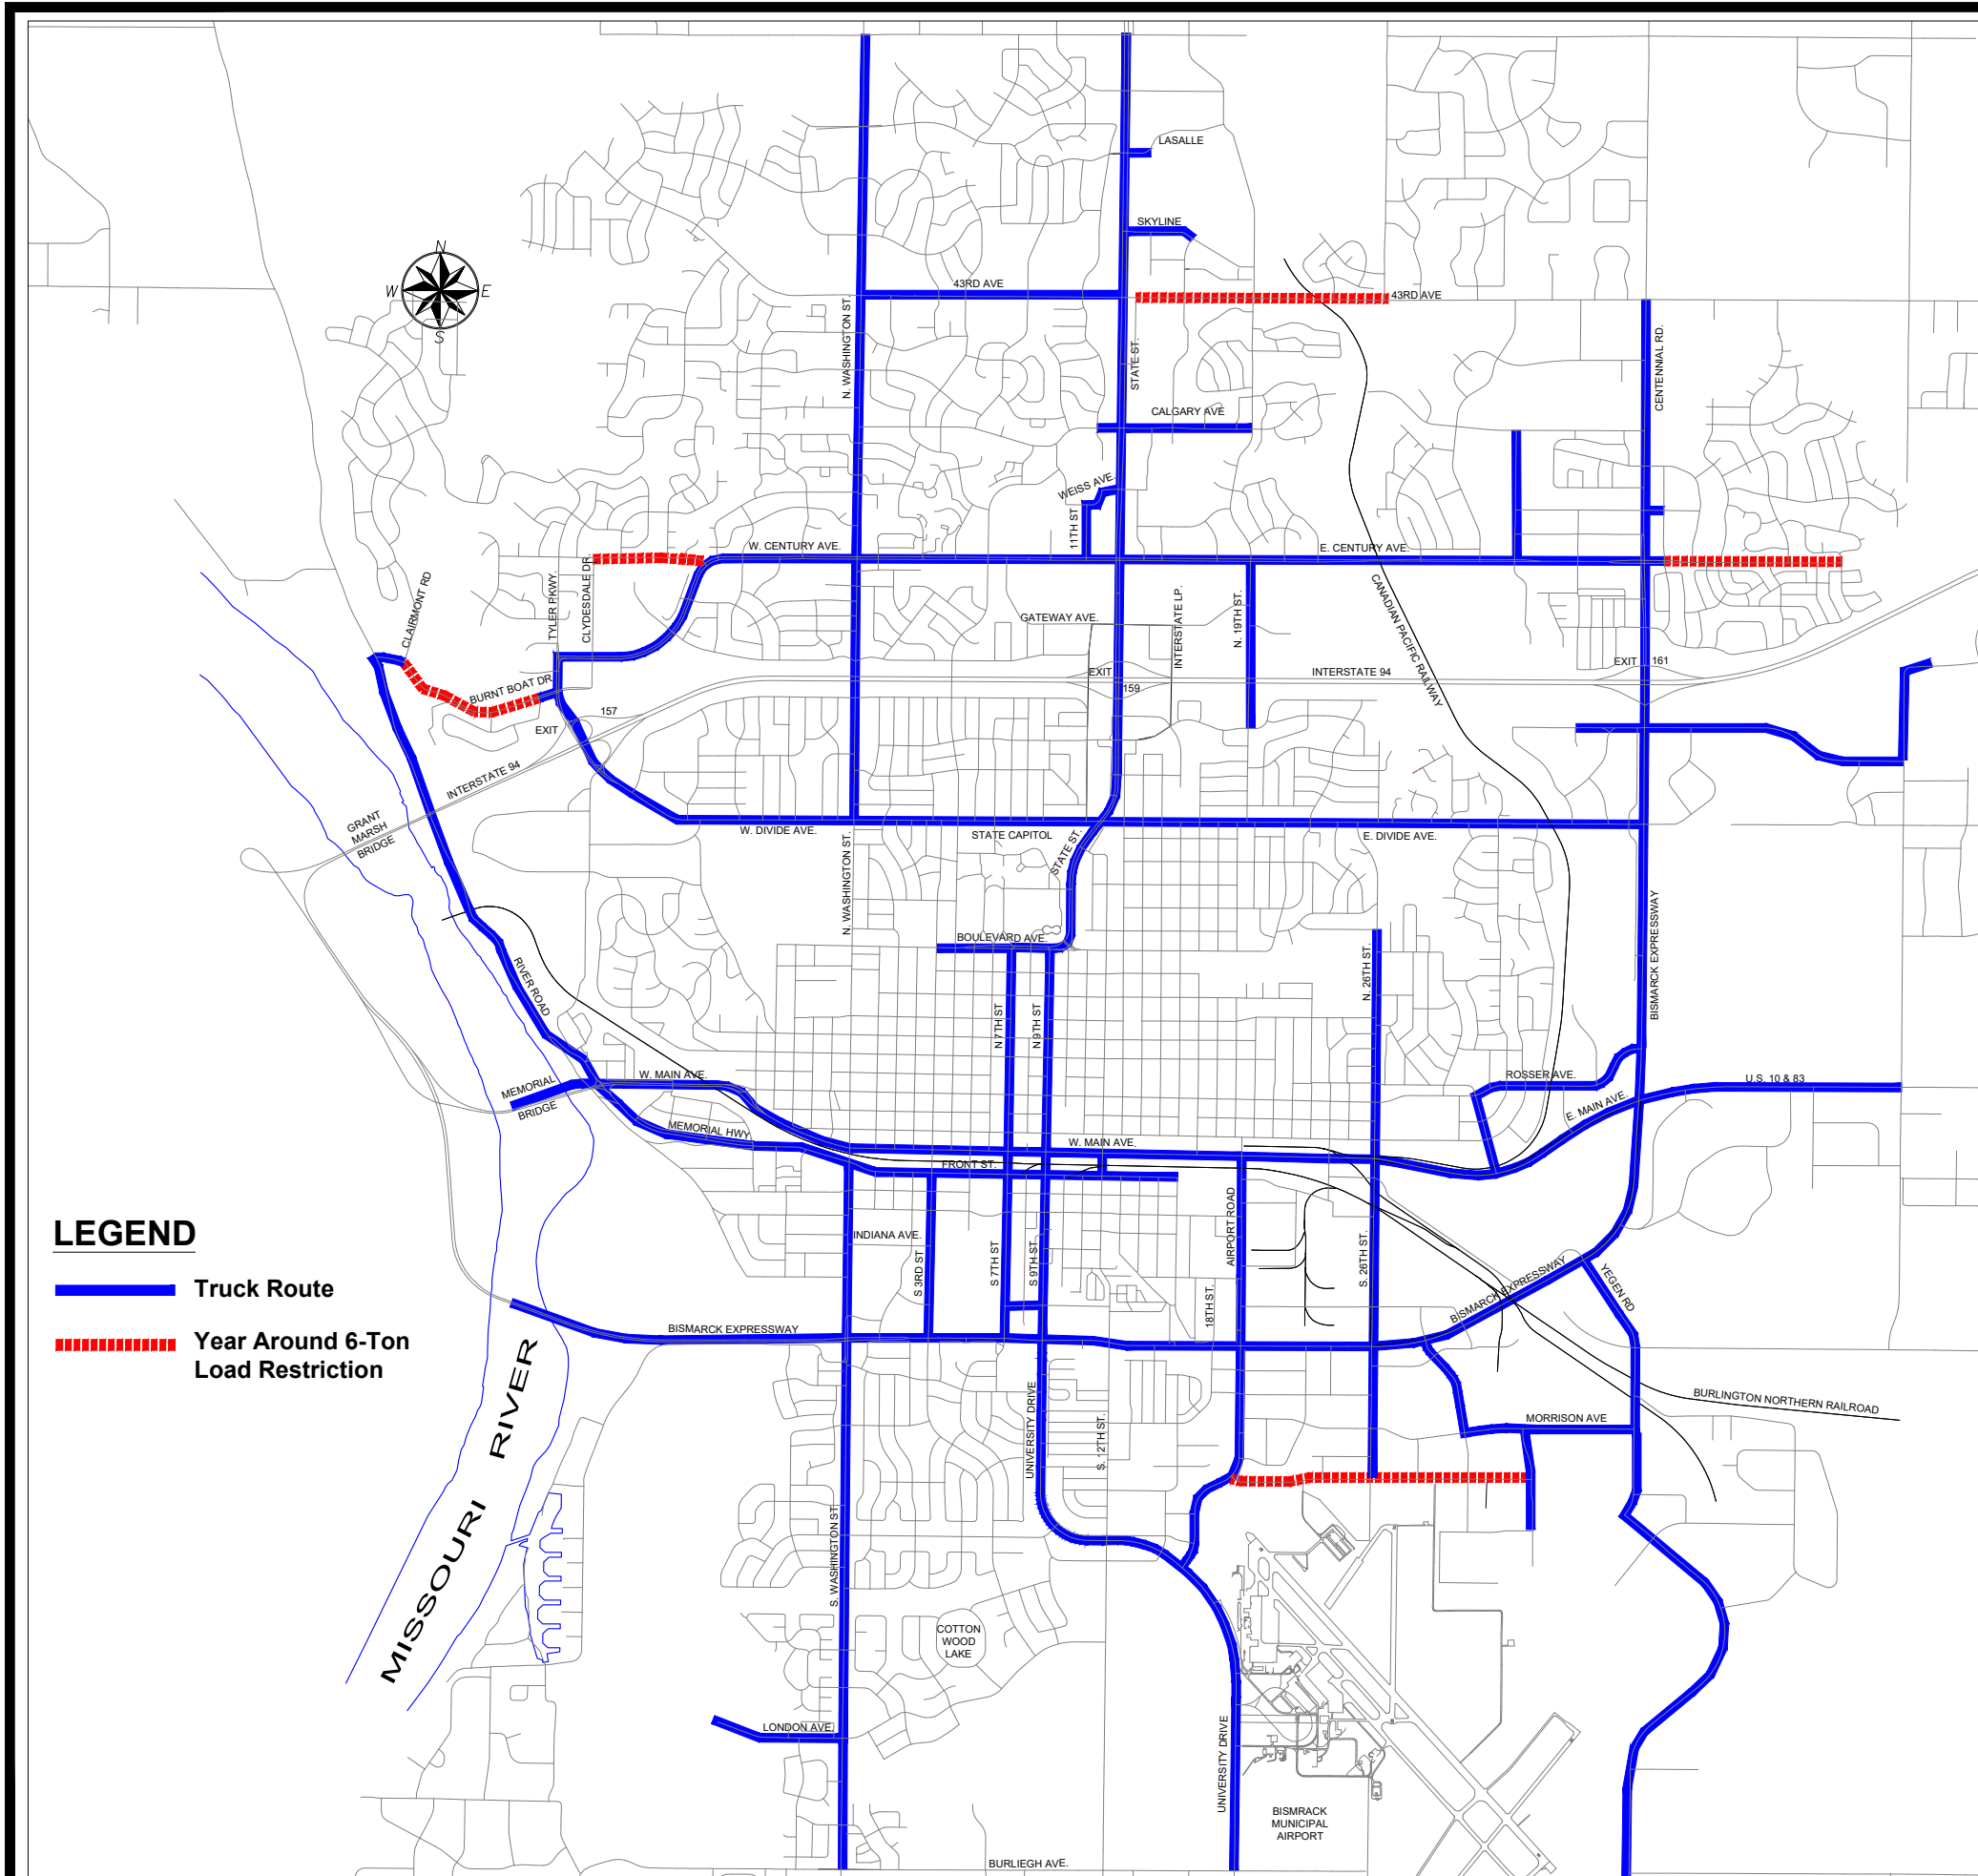 LASALLE
SKYLINE
N
W
E
S
43RD AVE
43RD AVE
N. WASHINGTON ST.
STATE ST.
CENTENNIAL RD.
CALGARY AVE
WEISS AVE.
11TH ST
W. CENTURY AVE.
E. CENTURY AVE.
CLAIRMONT RD
TYLER PKWY.
CLYDESDALE DR.
CANADIAN PACIFIC RAILWAY
GATEWAY AVE.
INTERSTATE LP.
N. 19TH ST.
BURNT BOAT DR.
EXIT
157
EXIT
159
INTERSTATE 94
EXIT
161
INTERSTATE 94
GRANT
MARSH
BRIDGE
W. DIVIDE AVE.
STATE CAPITOL
E. DIVIDE AVE.
N. WASHINGTON ST.
STATE ST.
BISMARCK EXPRESSWAY
BOULEVARD AVE.
RIVER ROAD
N 7TH ST
N 9TH ST
N. 26TH ST.
MEMORIAL
BRIDGE
W. MAIN AVE.
ROSSER AVE.
U.S. 10 & 83
E. MAIN AVE.
MEMORIAL HWY
W. MAIN AVE.
FRONT ST.
LEGEND
Truck Route
Year Around 6-Ton
Load Restriction
INDIANA AVE.
S 3RD ST
S 7TH ST
S 9TH ST
AIRPORT ROAD
18TH ST.
S. 26TH ST.
BISMARCK EXPRESSWAY
YEGEN RD
BISMARCK EXPRESSWAY
MISSOURI RIVER
UNIVERSITY DRIVE
S. 12TH ST.
MORRISON AVE
BURLINGTON NORTHERN RAILROAD
S. WASHINGTON ST.
COTTON
WOOD
LAKE
LONDON AVE.
UNIVERSITY DRIVE
BISMRACK
MUNICIPAL
AIRPORT
BURLIEGH AVE.